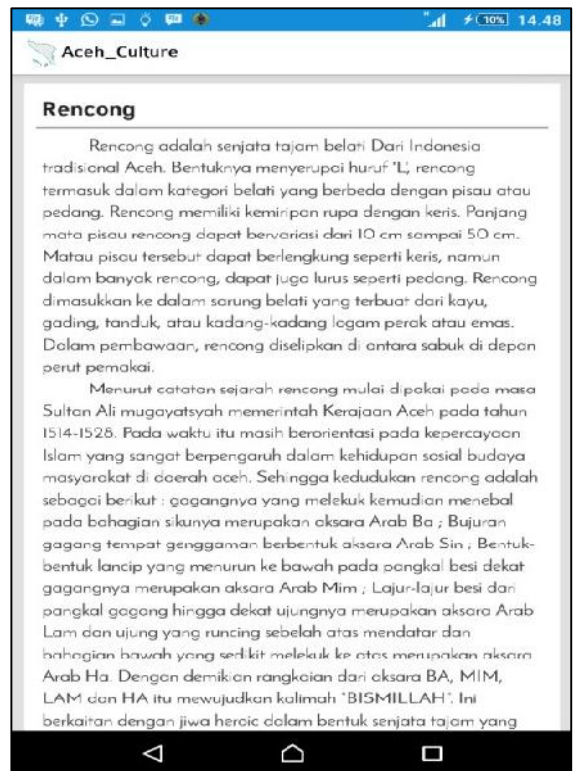 10% 14.48
Aceh_Culture
Rencong
Rencong adalah senjata tajam belati Dari Indonesia
tradisional Aceh. Bentuknya menyerupai huruf "L", rencong
termasuk dalam kategori belati yang berbeda dengan pisau atau
pedang. Rencong memiliki kemiripan rupa dengan keris. Panjang
mata pisau rencong dapat bervariasi dari 10 cm sampai 50 cm.
Matau pisau tersebut dapat berlengkung seperti keris, namun
dalam banyak rencong, dapat juga lurus seperti pedang. Rencong
dimasukkan ke dalam sarung belati yang terbuat dari kayu,
gading, tanduk, atau kadang-kadang logam perak atau emas.
Dalam pembawaan, rencong diselipkan di antara sabuk di depan
perut pemakai.
Menurut catatan sejarah rencong mulai dipakai pada masa
Sultan Ali mugayatsyah memerintah Kerajaan Aceh pada tahun
1514-1528. Pada waktu itu masih berorientasi pada kepercayaan
Islam yang sangat berpengaruh dalam kehidupan sosial budaya
masyarakat di daerah aceh. Sehingga kedudukan rencong adalah
sebagai berikut : gagangnya yang melekuk kemudian menebal
pada bahagian sikunya merupakan aksara Arab Ba ; Bujuran
gagang tempat genggaman berbentuk aksara Arab Sin ; Bentuk-
bentuk lancip yang menurun ke bawah pada pangkal besi dekat
gagangnya merupakan aksara Arab Mim ; Lajur-lajur besi dari
pangkal gagang hingga dekat ujungnya merupakan aksara Arab
Lam dan ujung yang runcing sebelah atas mendatar dan
bahagian bawah yang sedikit melekuk ke atas merupakan aksara
Arab Ha. Dengan demikian rangkaian dari aksara BA, MIM,
LAM dan HA itu mewujudkan kalimah "BISMILLAH". Ini
berkaitan dengan jiwa heroic dalam bentuk senjata tajam yang